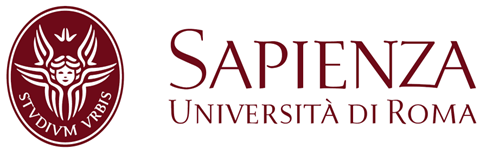 STVDIVM VRBIS
SAPIENZA
UNIVERSITÀ DI ROMA